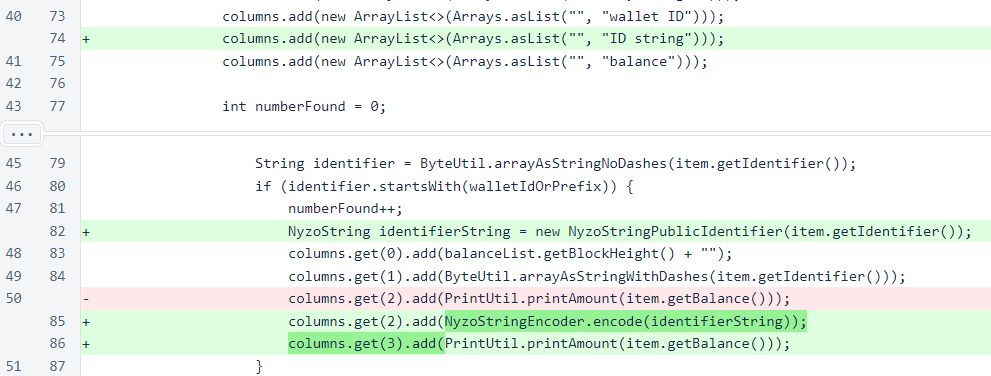 40 73 columns.add(new ArrayList<>(Arrays.asList("", "wallet ID")));
74 + columns.add(new ArrayList<>(Arrays.asList("", "ID string")));
41 75 columns.add(new ArrayList<>(Arrays.asList("", "balance")));
42 76
43 77 int numberFound = 0;
...
45 79 String identifier = ByteUtil.arrayAsStringNoDashes(item.getIdentifier());
46 80 if (identifier.startsWith(walletIdOrPrefix)) {
47 81 numberFound++;
82 + NyzoString identifierString = new NyzoStringPublicIdentifier(item.getIdentifier());
48 83 columns.get(0).add(balanceList.getBlockHeight() + "");
49 84 columns.get(1).add(ByteUtil.arrayAsStringWithDashes(item.getIdentifier()));
50 - columns.get(2).add(PrintUtil.printAmount(item.getBalance()));
85 + columns.get(2).add(NyzoStringEncoder.encode(identifierString));
86 + columns.get(3).add(PrintUtil.printAmount(item.getBalance()));
51 87 }